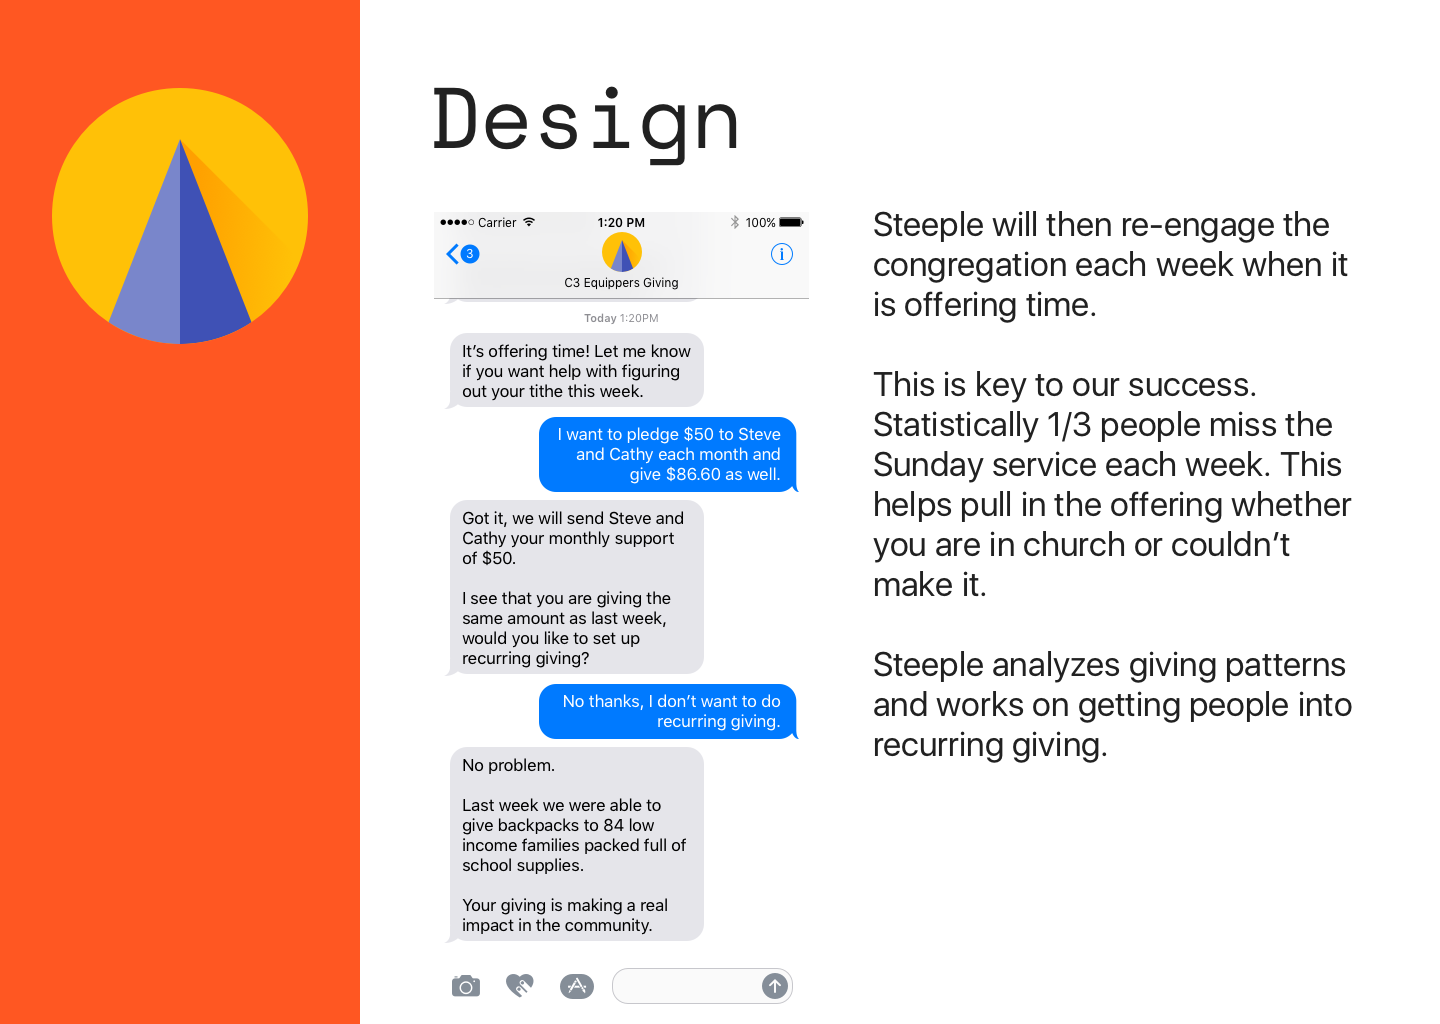 Design
Carrier
1:20 PM
100%
3
i
C3 Equippers Giving
Today 1:20PM
It’s offering time! Let me know
if you want help with figuring
out your tithe this week.
I want to pledge $50 to Steve
and Cathy each month and
give $86.60 as well.
Got it, we will send Steve and
Cathy your monthly support
of $50.
I see that you are giving the
same amount as last week,
would you like to set up
recurring giving?
No thanks, I don’t want to do
recurring giving.
No problem.
Last week we were able to
give backpacks to 84 low
income families packed full of
school supplies.
Your giving is making a real
impact in the community.
Steeple will then re-engage the
congregation each week when it
is offering time.
This is key to our success.
Statistically 1/3 people miss the
Sunday service each week. This
helps pull in the offering whether
you are in church or couldn’t
make it.
Steeple analyzes giving patterns
and works on getting people into
recurring giving.